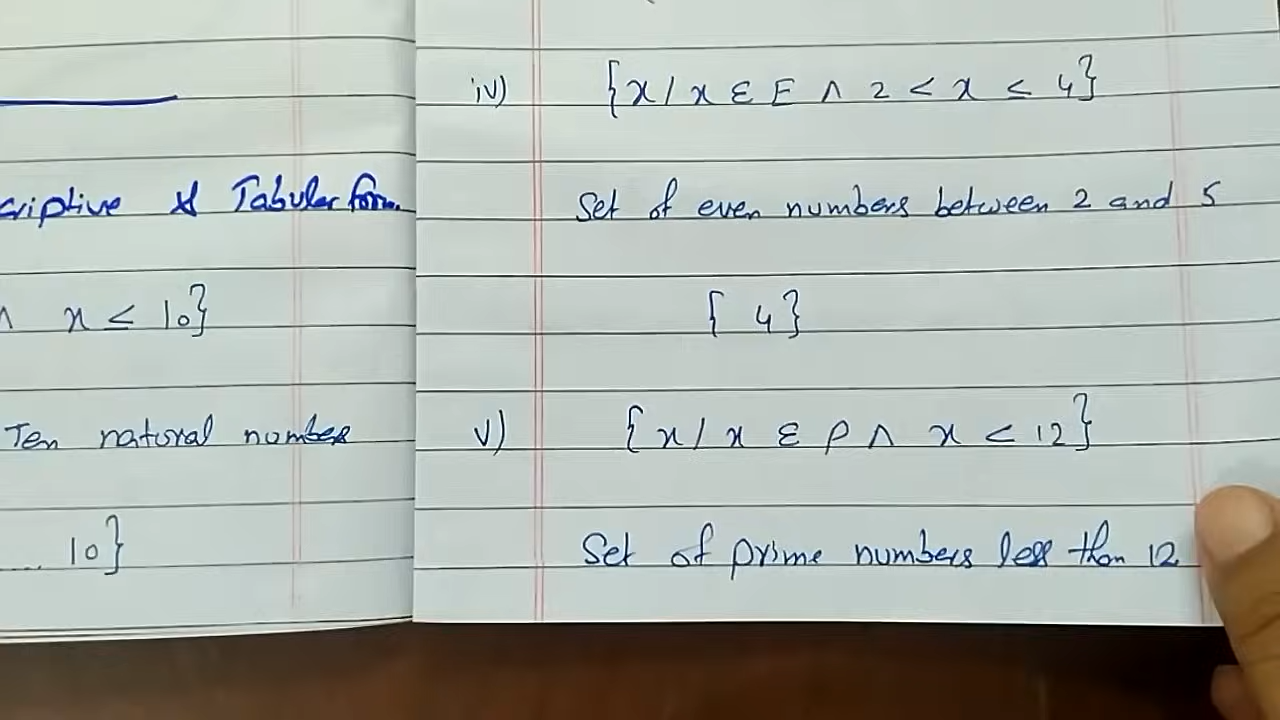 criptive & Tabular form.
∧ x ≤ 10}
Ten natural number
... 10}
iv) {x / x ε E ∧ 2 < x ≤ 4}
Set of even numbers between 2 and 5
{ 4 }
v) {x / x ε P ∧ x < 12}
Set of prime numbers less than 12